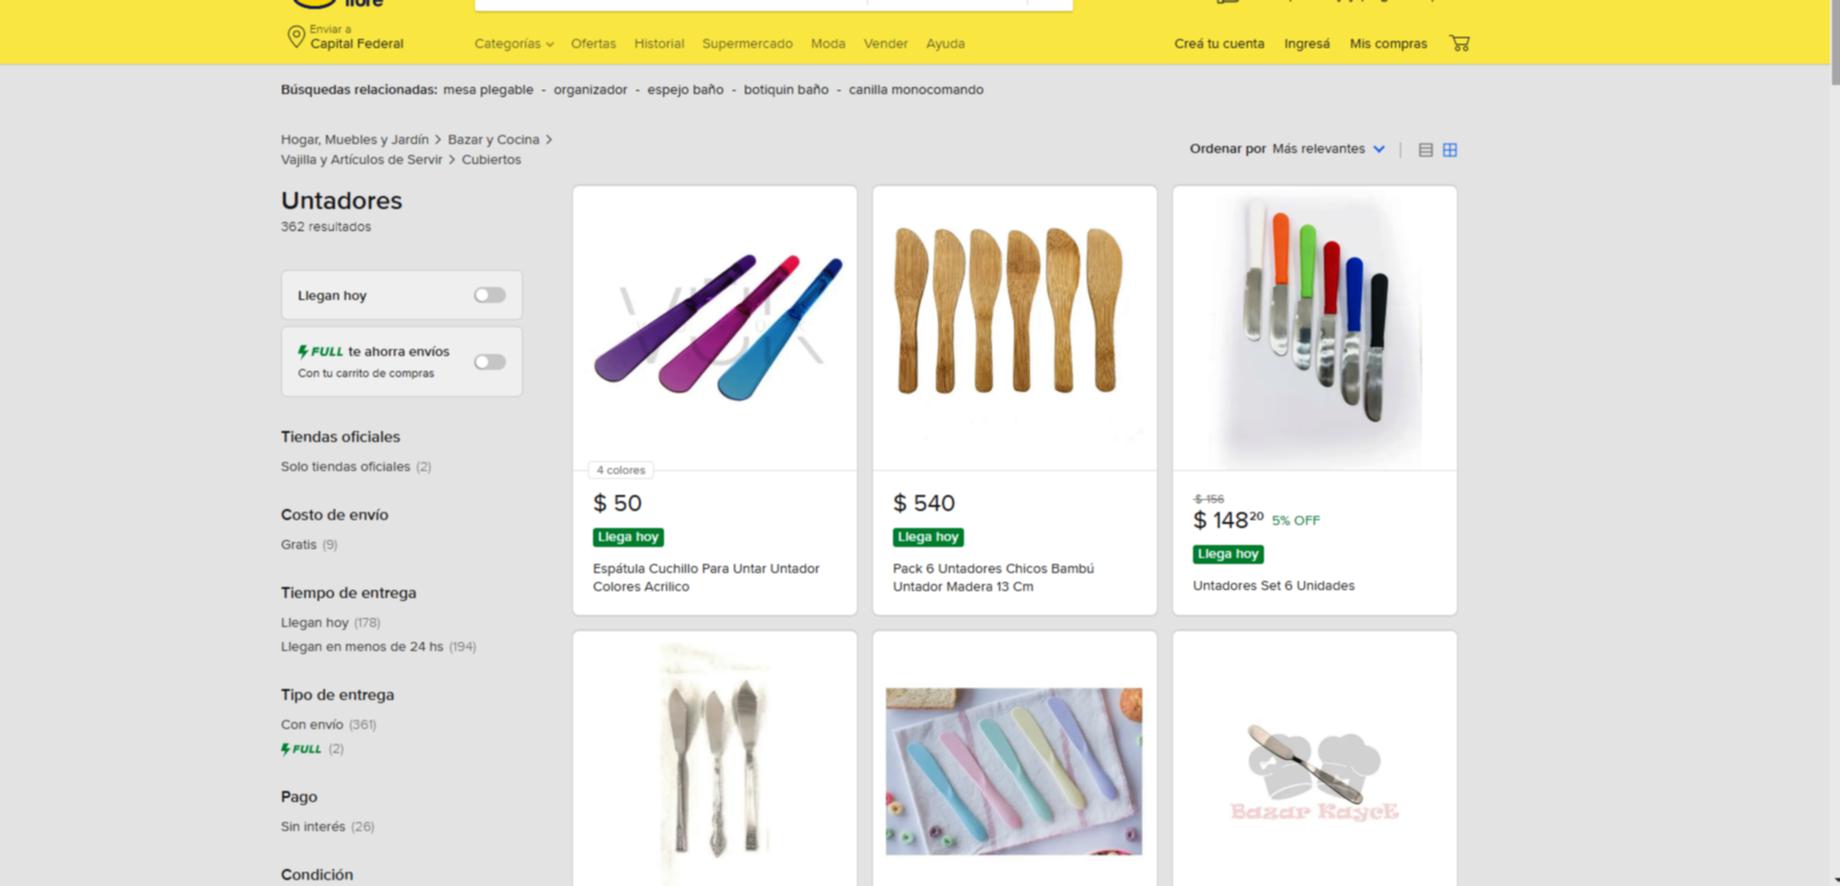 libre
Enviar a
Capital Federal
Categorías
Ofertas
Historial
Supermercado
Moda
Vender
Ayuda
Creá tu cuenta
Ingresá
Mis compras
Búsquedas relacionadas: mesa plegable - organizador - espejo baño - botiquin baño - canilla monocomando
Hogar, Muebles y Jardín > Bazar y Cocina >
Vajilla y Artículos de Servir > Cubiertos
Ordenar por Más relevantes
Untadores
362 resultados
Llegan hoy
FULL te ahorra envíos
Con tu carrito de compras
Tiendas oficiales
Solo tiendas oficiales (2)
Costo de envío
Gratis (9)
Tiempo de entrega
Llegan hoy (178)
Llegan en menos de 24 hs (194)
Tipo de entrega
Con envío (361)
FULL (2)
Pago
Sin interés (26)
Condición
4 colores
$ 50
Llega hoy
Espátula Cuchillo Para Untar Untador
Colores Acrilico
$ 540
Llega hoy
Pack 6 Untadores Chicos Bambú
Untador Madera 13 Cm
$ 156
$ 148²⁰ 5% OFF
Llega hoy
Untadores Set 6 Unidades
Bazar KaycE